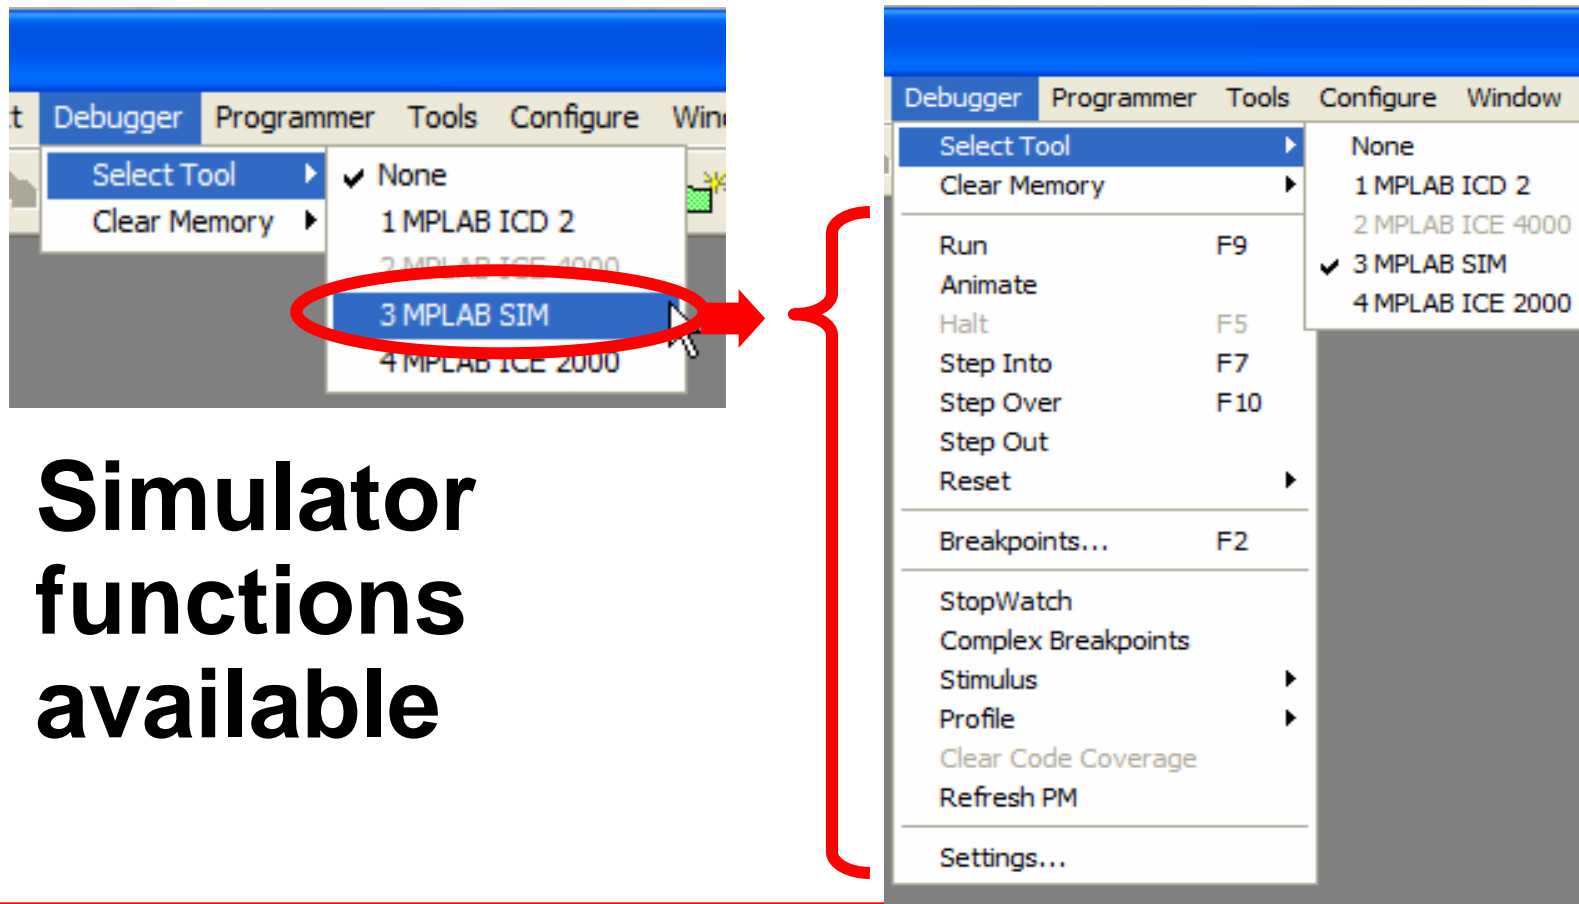 t Debugger Programmer Tools Configure Win
Select Tool
Clear Memory
None
1 MPLAB ICD 2
2 MPLAB ICE 4000
3 MPLAB SIM
4 MPLAB ICE 2000
Simulator
functions
available
Debugger Programmer Tools Configure Window
Select Tool
Clear Memory
Run F9
Animate
Halt F5
Step Into F7
Step Over F10
Step Out
Reset
Breakpoints... F2
StopWatch
Complex Breakpoints
Stimulus
Profile
Clear Code Coverage
Refresh PM
Settings...
None
1 MPLAB ICD 2
2 MPLAB ICE 4000
3 MPLAB SIM
4 MPLAB ICE 2000